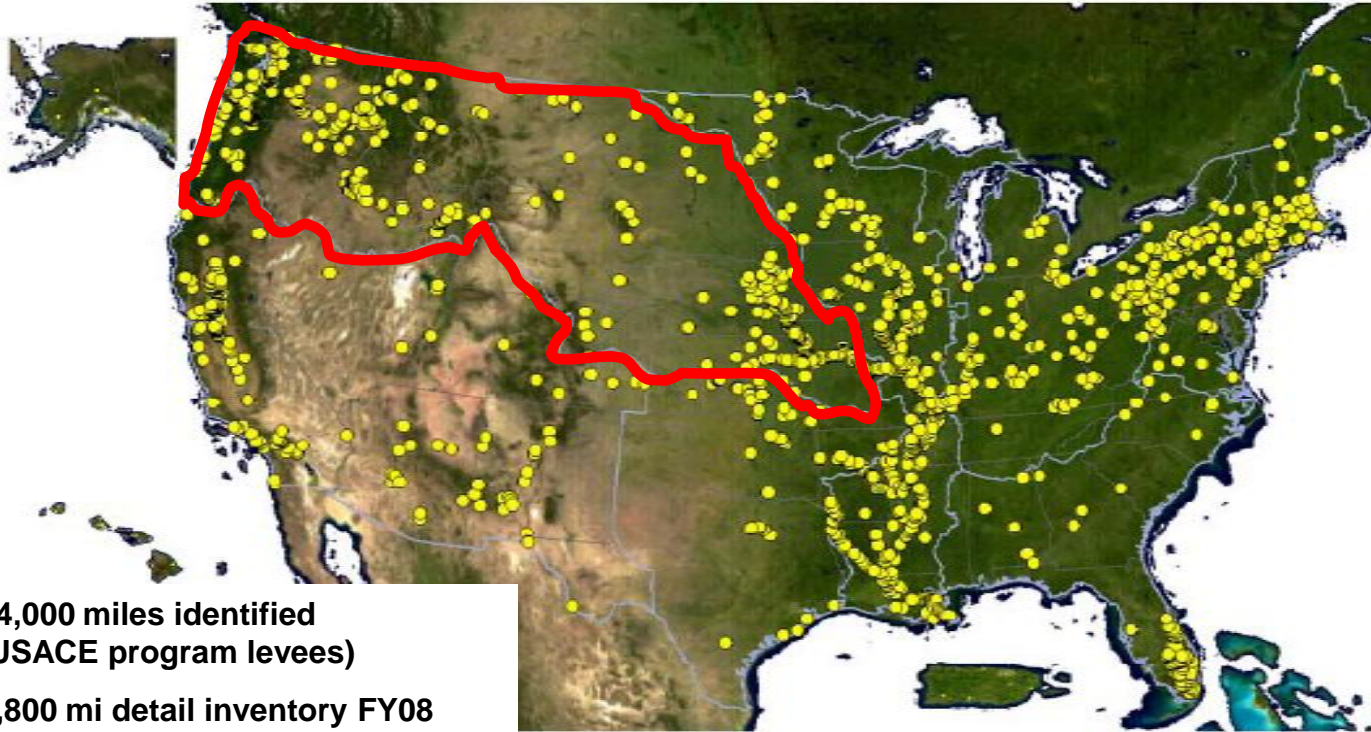 4,000 miles identified
USACE program levees)
,800 mi detail inventory FY08